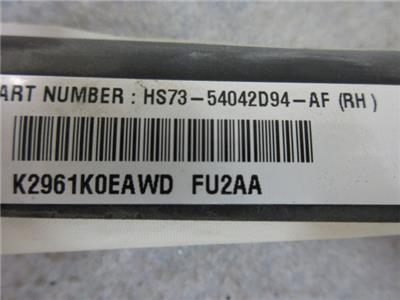 ART NUMBER : HS73-54042D94-AF (RH)
K2961K0EAWD FU2AA